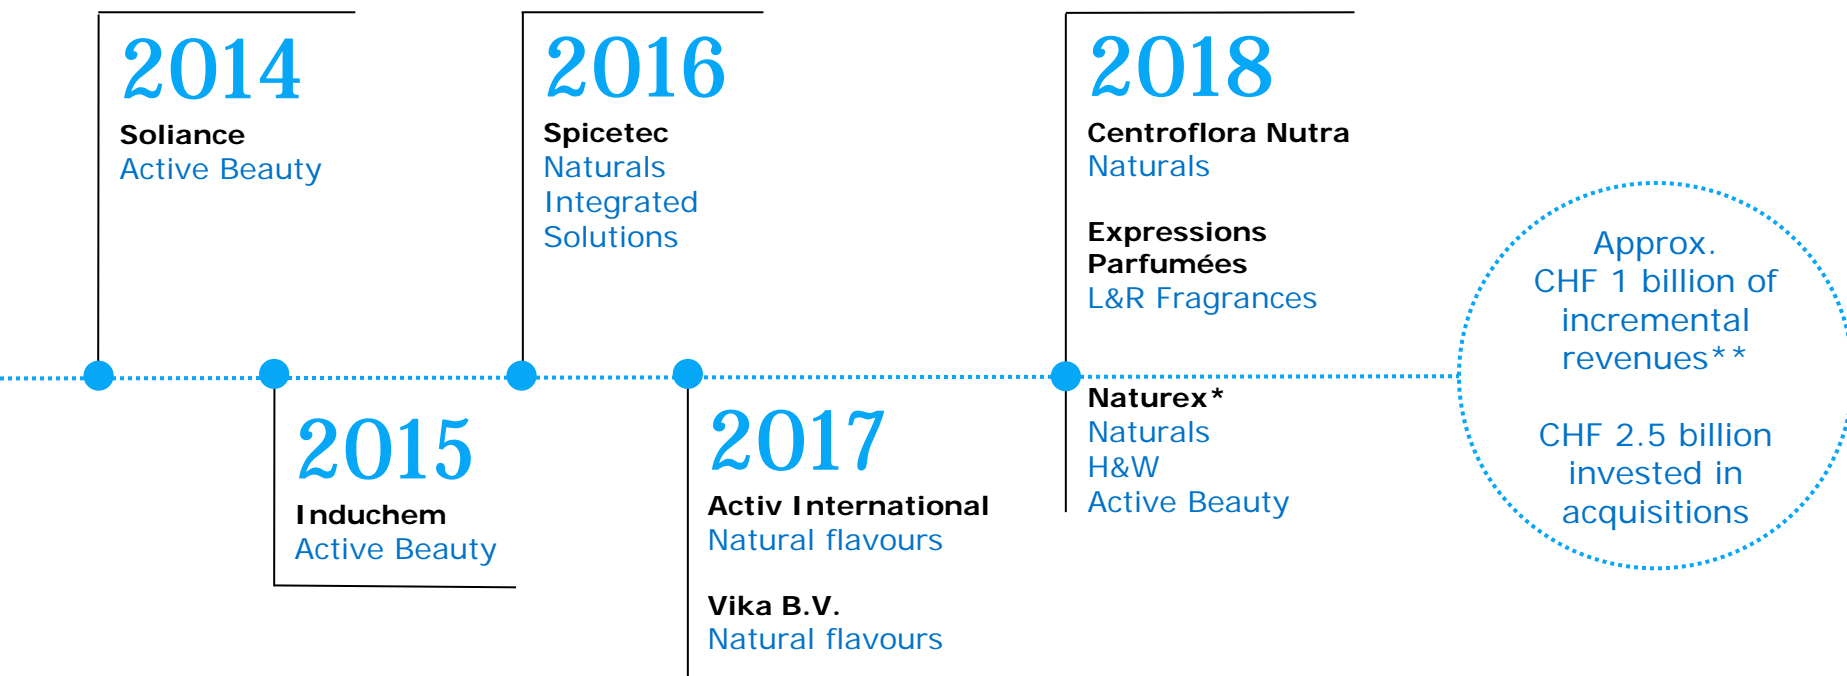 2014
Soliance
Active Beauty
2015
Induchem
Active Beauty
2016
Spicetec
Naturals
Integrated
Solutions
2017
Activ International
Natural flavours
Vika B.V.
Natural flavours
2018
Centroflora Nutra
Naturals
Expressions
Parfumées
L&R Fragrances
Naturex*
Naturals
H&W
Active Beauty
Approx.
CHF 1 billion of
incremental
revenues**
CHF 2.5 billion
invested in
acquisitions